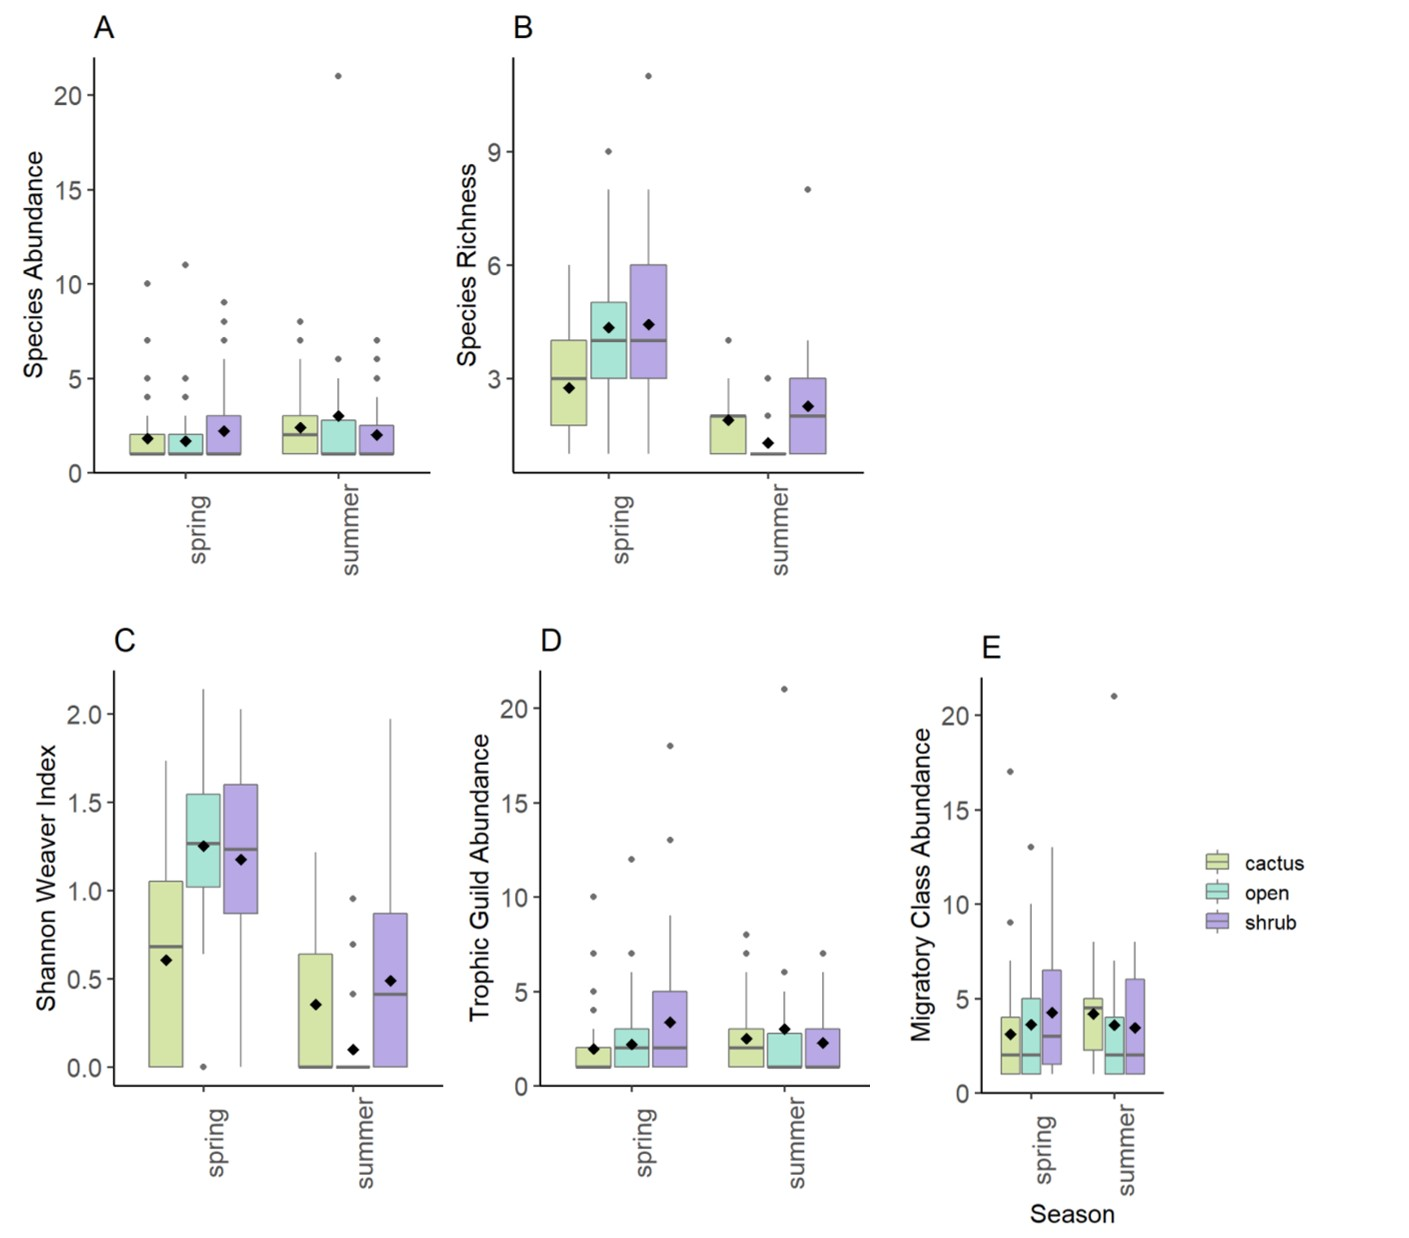 A
Species Abundance
20
15
10
5
0
spring
summer
B
Species Richness
9
6
3
spring
summer
C
Shannon Weaver Index
2.0
1.5
1.0
0.5
0.0
spring
summer
D
Trophic Guild Abundance
20
15
10
5
0
spring
summer
E
Migratory Class Abundance
20
15
10
5
0
spring
summer
Season
cactus
open
shrub